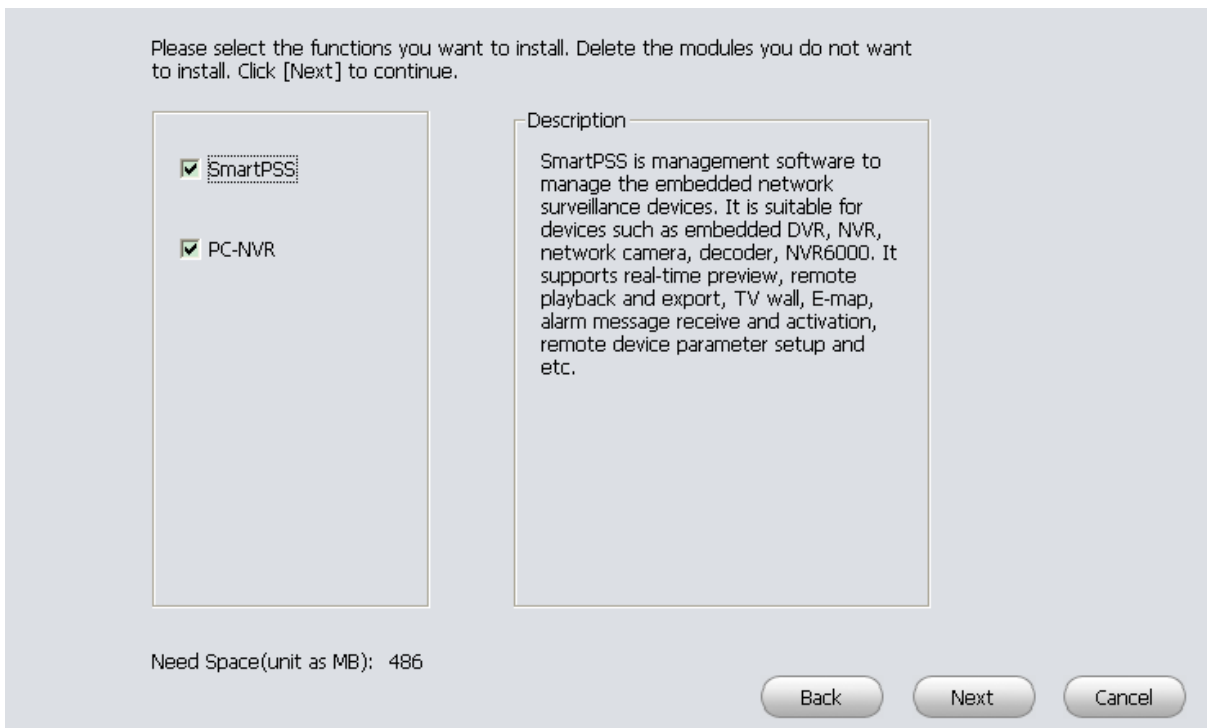 Please select the functions you want to install. Delete the modules you do not want
to install. Click [Next] to continue.
SmartPSS
PC-NVR
Description
SmartPSS is management software to
manage the embedded network
surveillance devices. It is suitable for
devices such as embedded DVR, NVR,
network camera, decoder, NVR6000. It
supports real-time preview, remote
playback and export, TV wall, E-map,
alarm message receive and activation,
remote device parameter setup and
etc.
Need Space(unit as MB): 486
Back Next Cancel